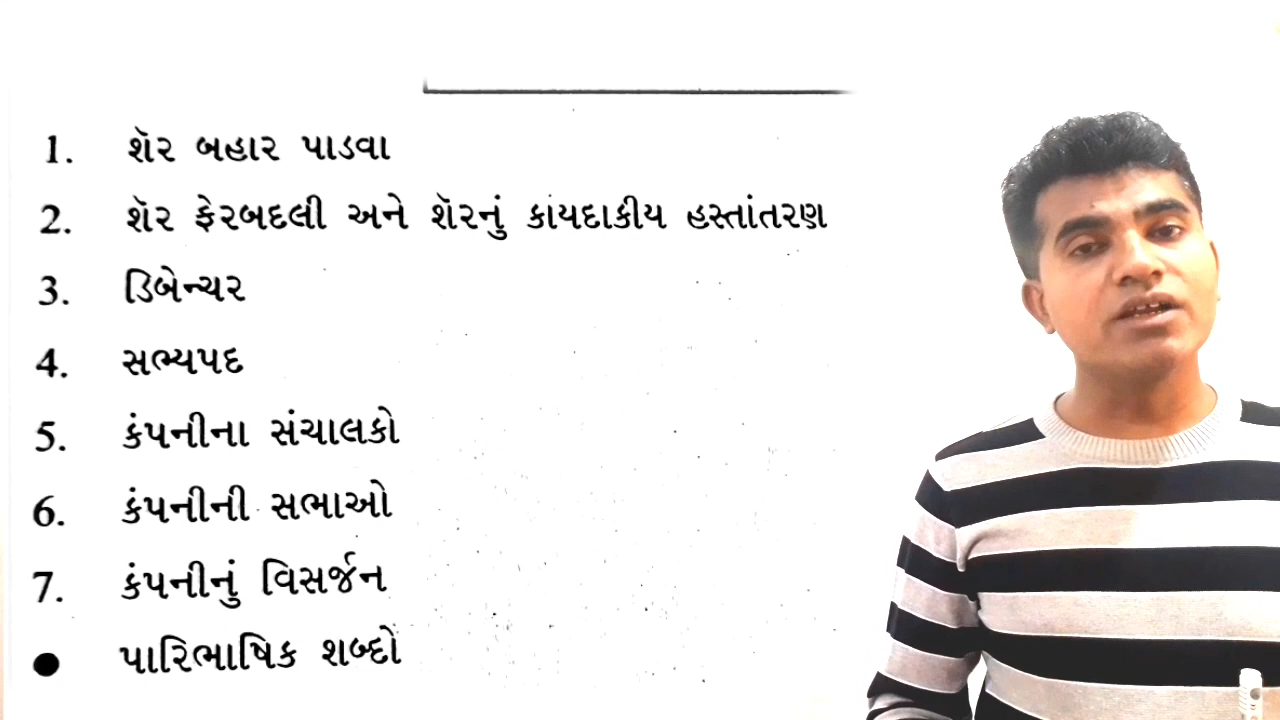 1. શૅર બહાર પાડવા
2. શૅર ફેરબદલી અને શૅરનું કાયદાકીય હસ્તાંતરણ
3. ડિબેન્ચર
4. સભ્યપદ
5. કંપનીના સંચાલકો
6. કંપનીની સભાઓ
7. કંપનીનું વિસર્જન
● પારિભાષિક શબ્દો